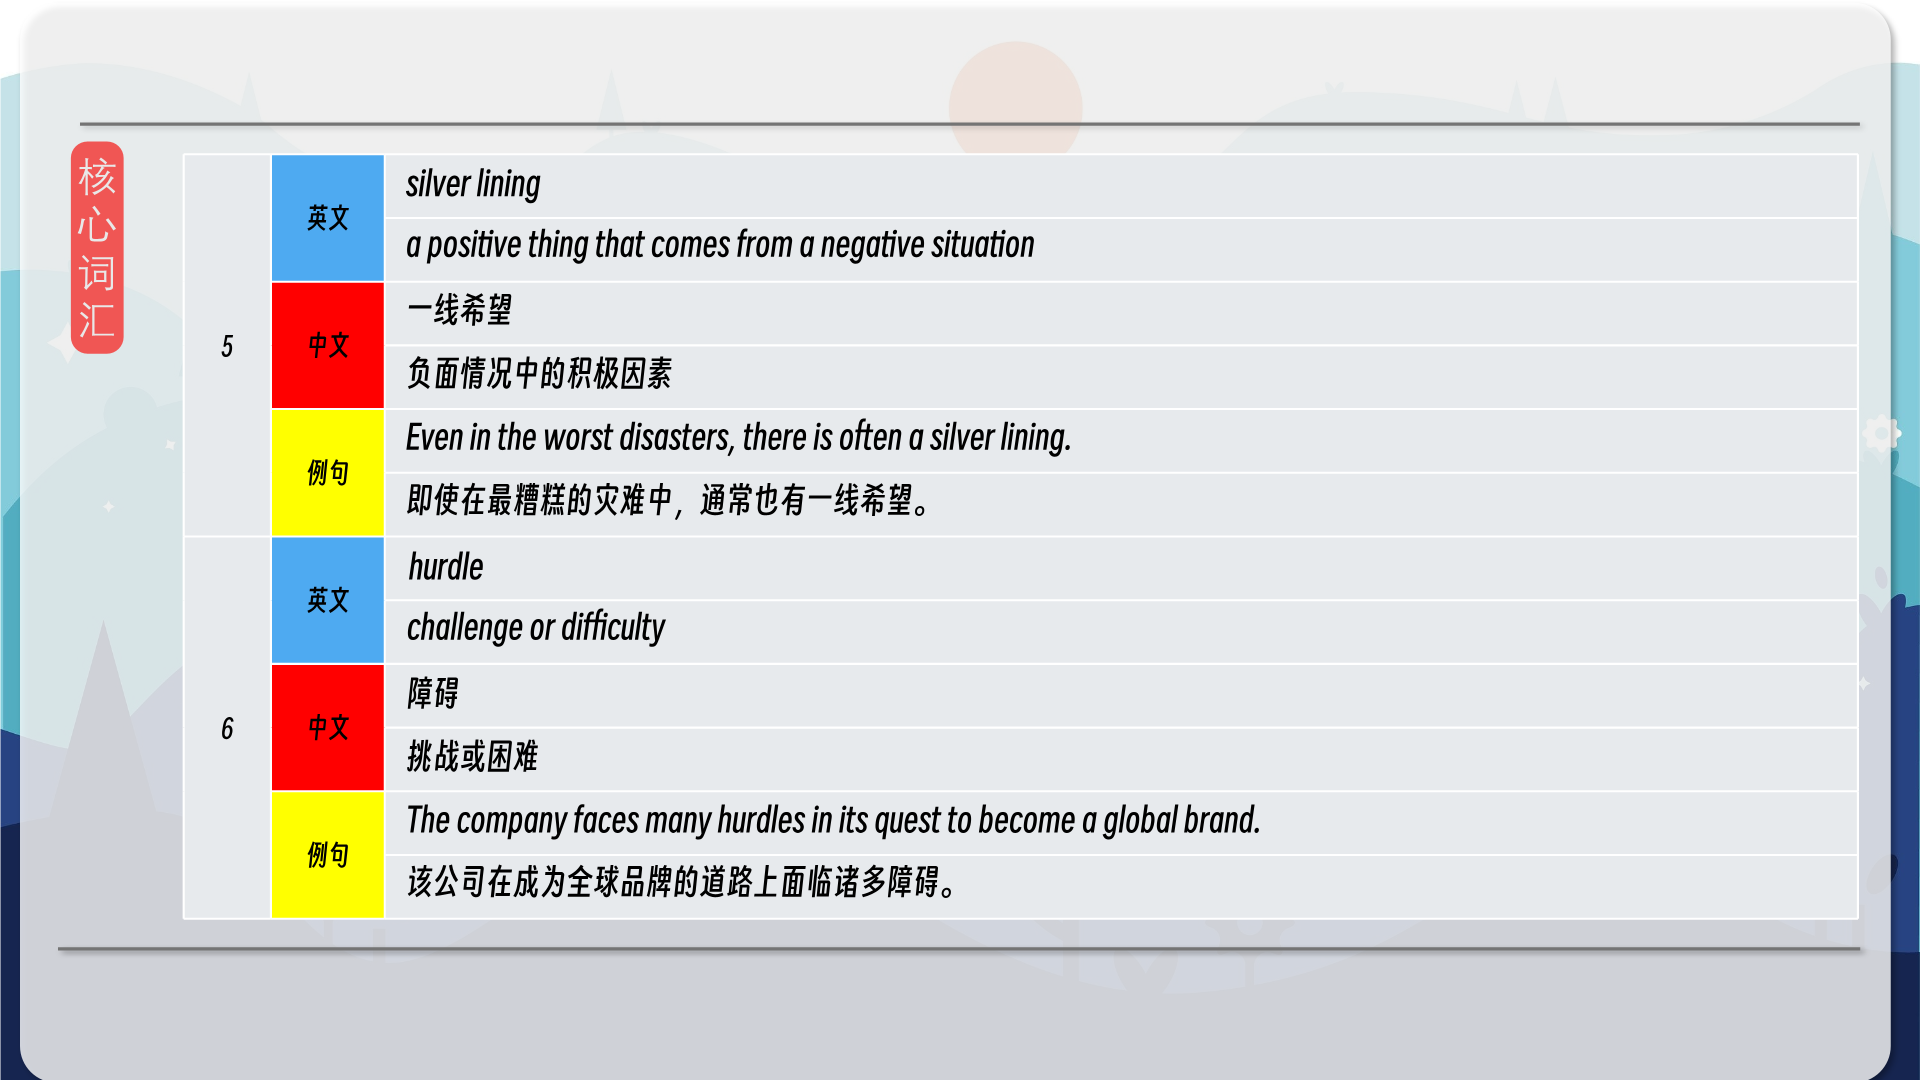 核心词汇
5
英文
silver lining
a positive thing that comes from a negative situation
中文
一线希望
负面情况中的积极因素
例句
Even in the worst disasters, there is often a silver lining.
即使在最糟糕的灾难中，通常也有一线希望。
6
英文
hurdle
challenge or difficulty
中文
障碍
挑战或困难
例句
The company faces many hurdles in its quest to become a global brand.
该公司在成为全球品牌的道路上面临诸多障碍。